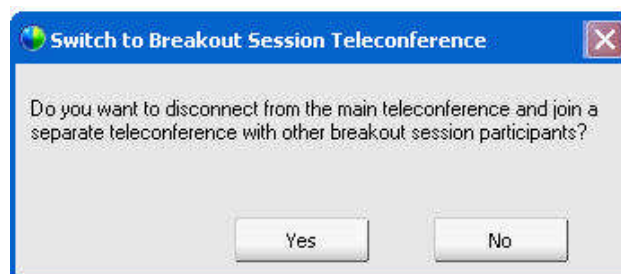 Switch to Breakout Session Teleconference
Do you want to disconnect from the main teleconference and join a
separate teleconference with other breakout session participants?
Yes
No